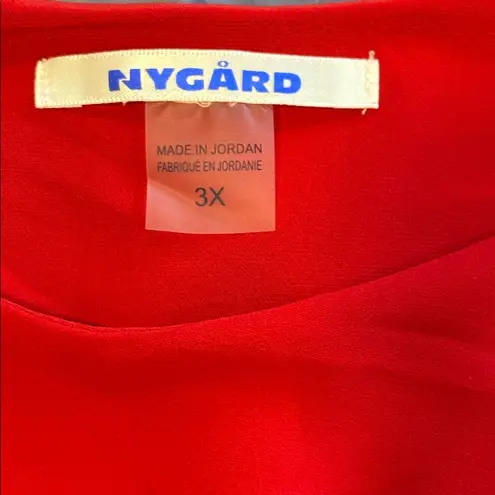 NYGÅRD
MADE IN JORDAN
FABRIQUÉ EN JORDANIE
3X